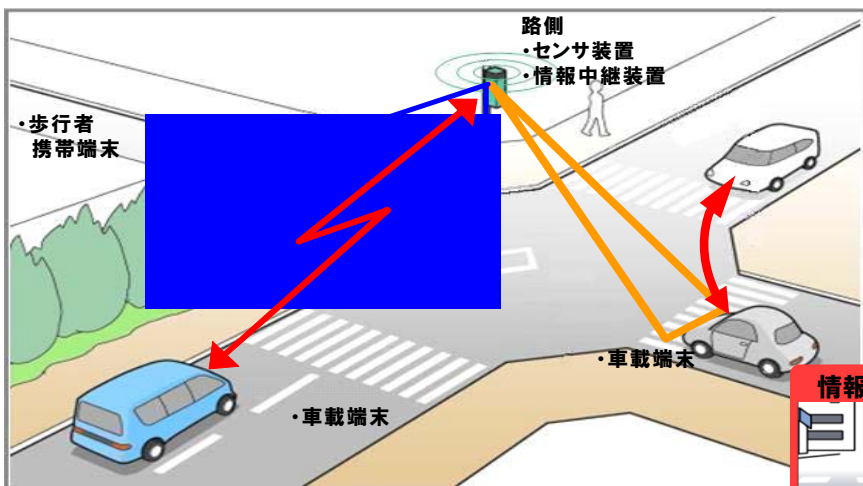 路側
・センサ装置
・情報中継装置
・歩行者
携帯端末
・車載端末
・車載端末
情報